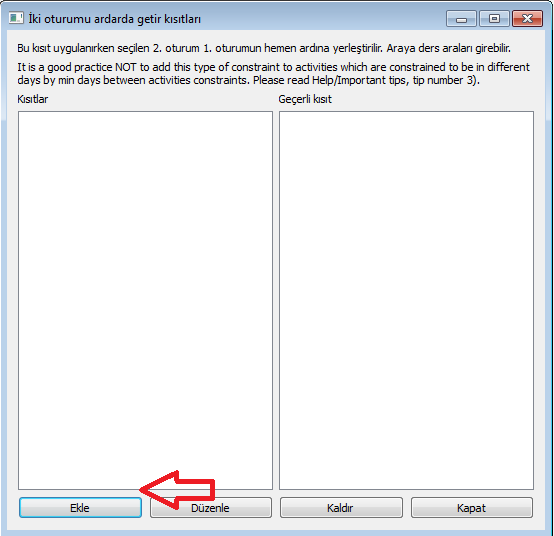 İki oturumu ardarda getir kısıtları
Bu kısıt uygulanırken seçilen 2. oturum 1. oturumun hemen ardına yerleştirilir. Araya ders araları girebilir.
It is a good practice NOT to add this type of constraint to activities which are constrained to be in different
days by min days between activities constraints. Please read Help/Important tips, tip number 3).
Kısıtlar
Geçerli kısıt
Ekle
Düzenle
Kaldır
Kapat